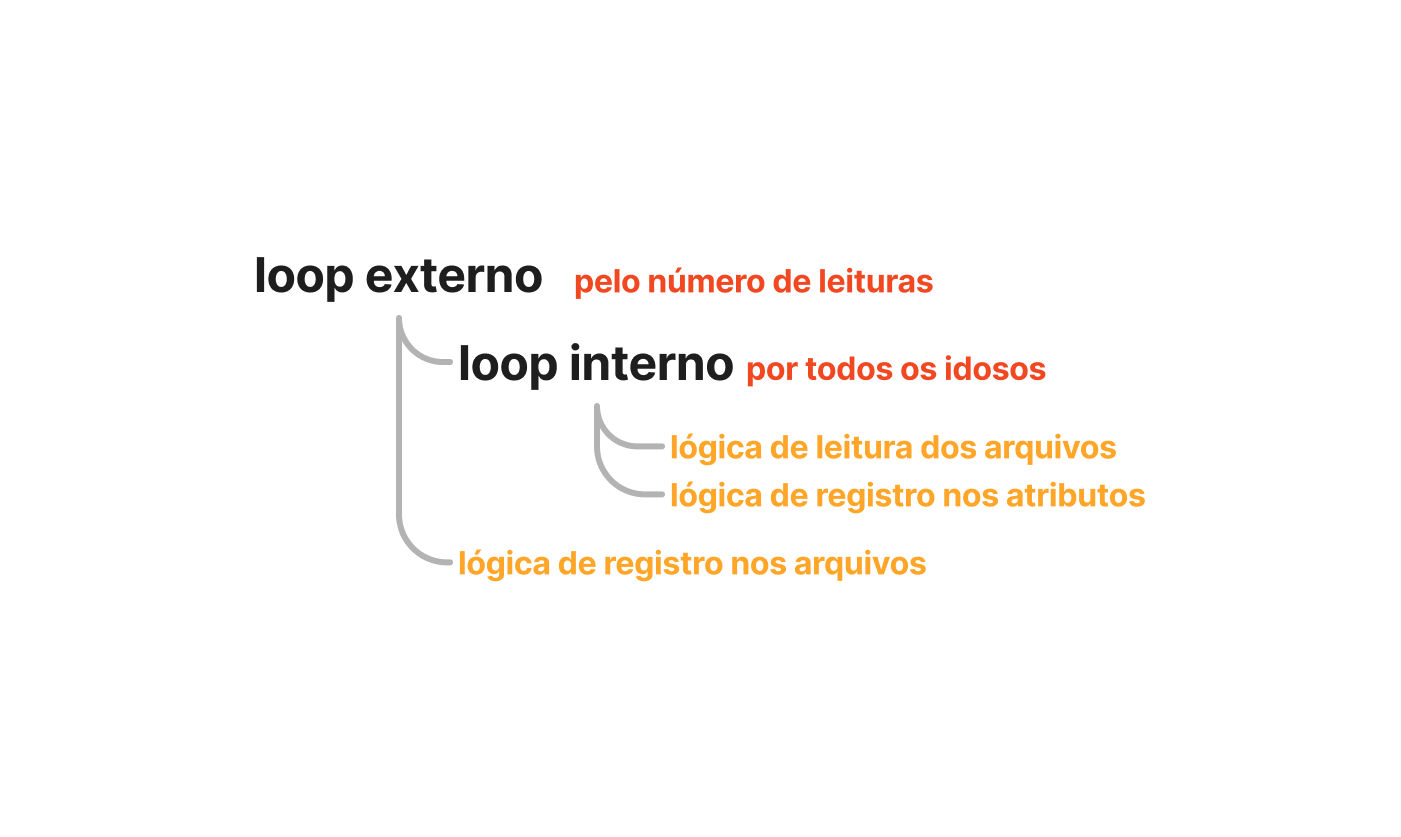 loop externo pelo número de leituras
loop interno por todos os idosos
lógica de leitura dos arquivos
lógica de registro nos atributos
lógica de registro nos arquivos